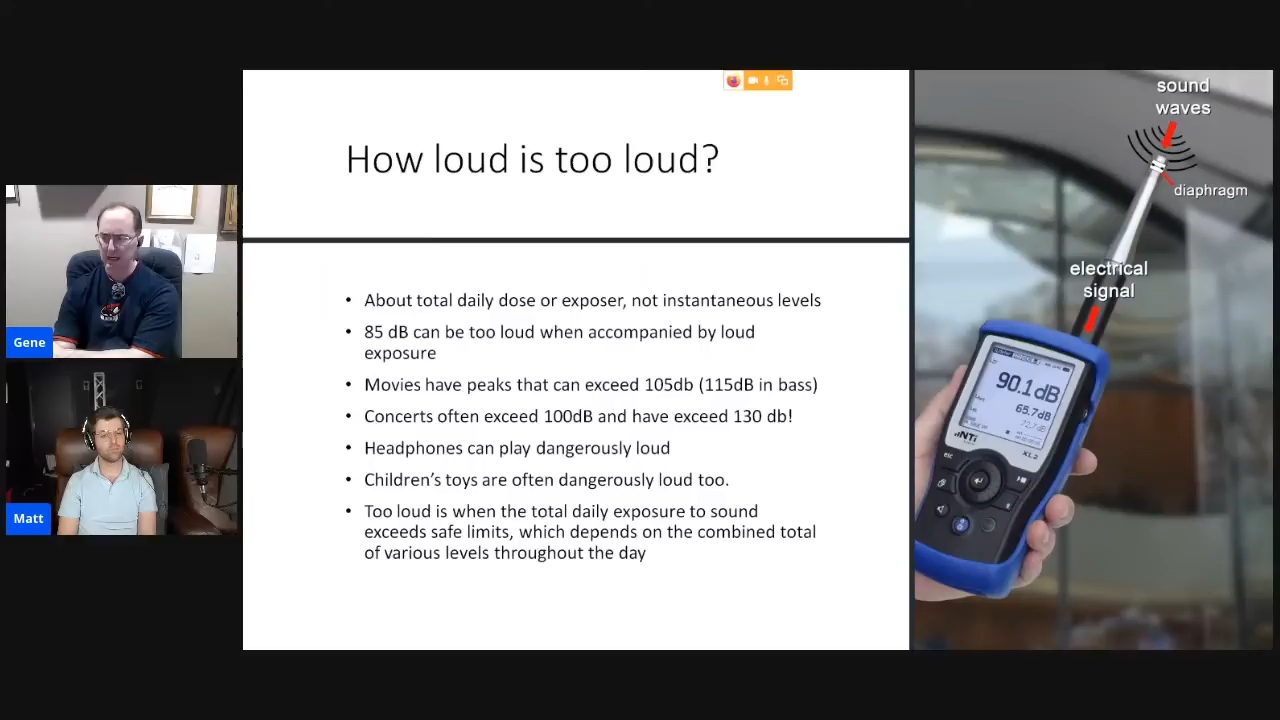 How loud is too loud?
• About total daily dose or exposer, not instantaneous levels
• 85 dB can be too loud when accompanied by loud
exposure
• Movies have peaks that can exceed 105db (115dB in bass)
• Concerts often exceed 100dB and have exceed 130 db!
• Headphones can play dangerously loud
• Children's toys are often dangerously loud too.
• Too loud is when the total daily exposure to sound
exceeds safe limits, which depends on the combined total
of various levels throughout the day
Gene
Matt
sound
waves
diaphragm
electrical
signal
90.1dB
65.7dB
NTi
XL2
esc